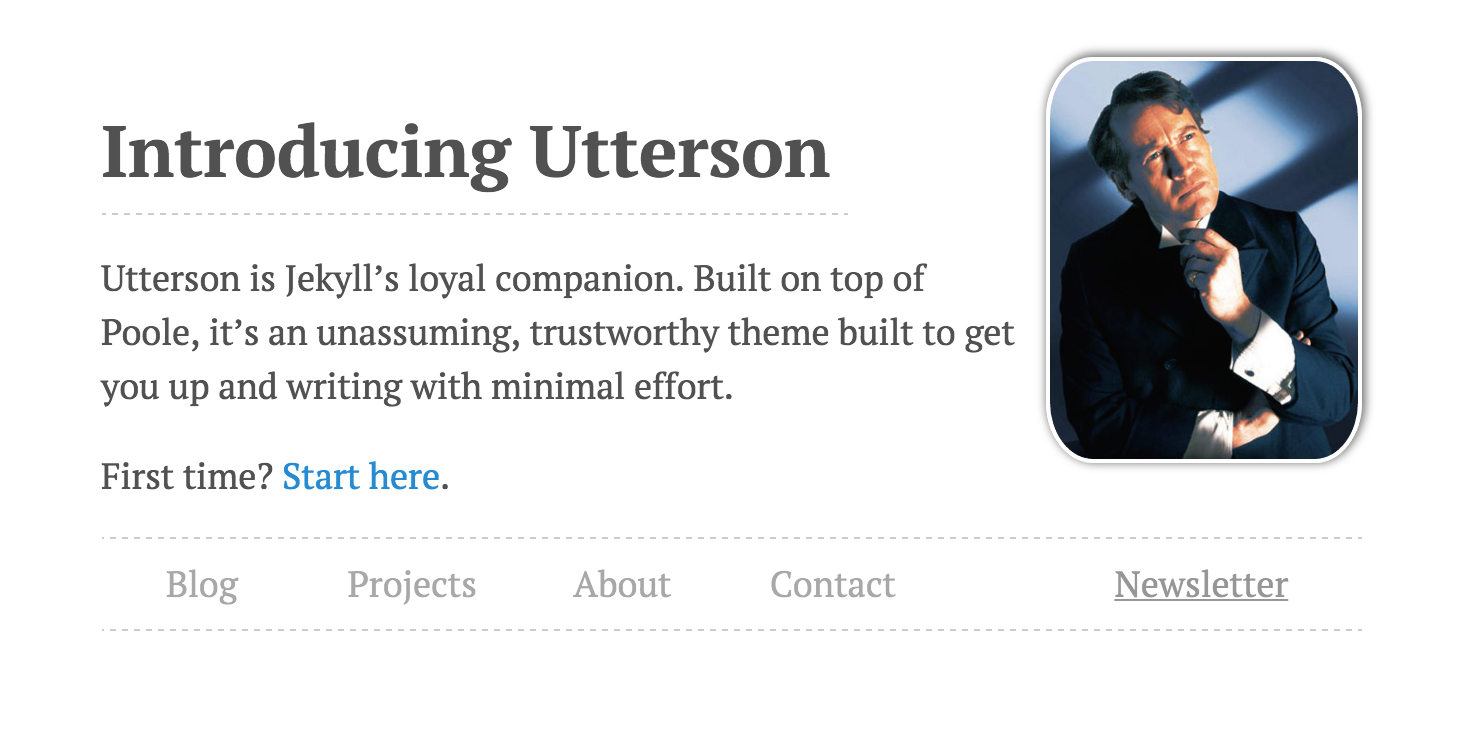 Introducing Utterson
Utterson is Jekyll’s loyal companion. Built on top of
Poole, it’s an unassuming, trustworthy theme built to get
you up and writing with minimal effort.
First time? Start here.
Blog Projects About Contact Newsletter